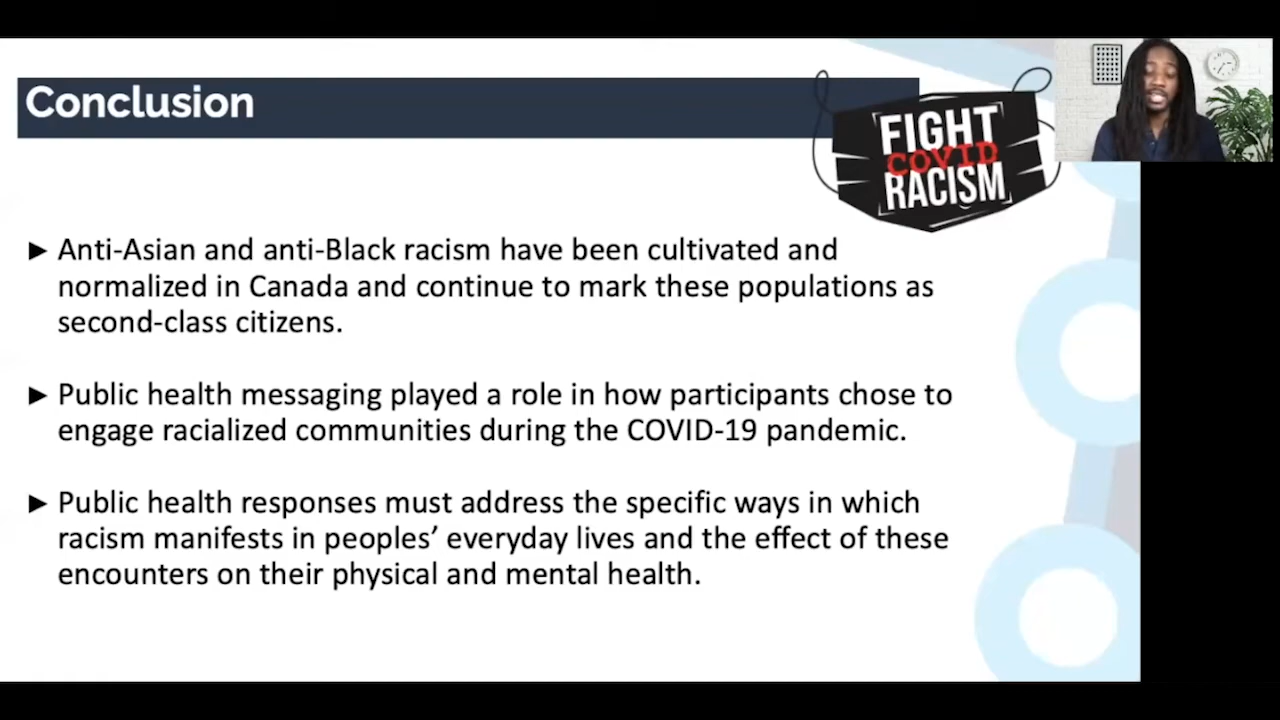 Conclusion
FIGHT
COVID
RACISM
► Anti-Asian and anti-Black racism have been cultivated and
normalized in Canada and continue to mark these populations as
second-class citizens.
► Public health messaging played a role in how participants chose to
engage racialized communities during the COVID-19 pandemic.
► Public health responses must address the specific ways in which
racism manifests in peoples’ everyday lives and the effect of these
encounters on their physical and mental health.